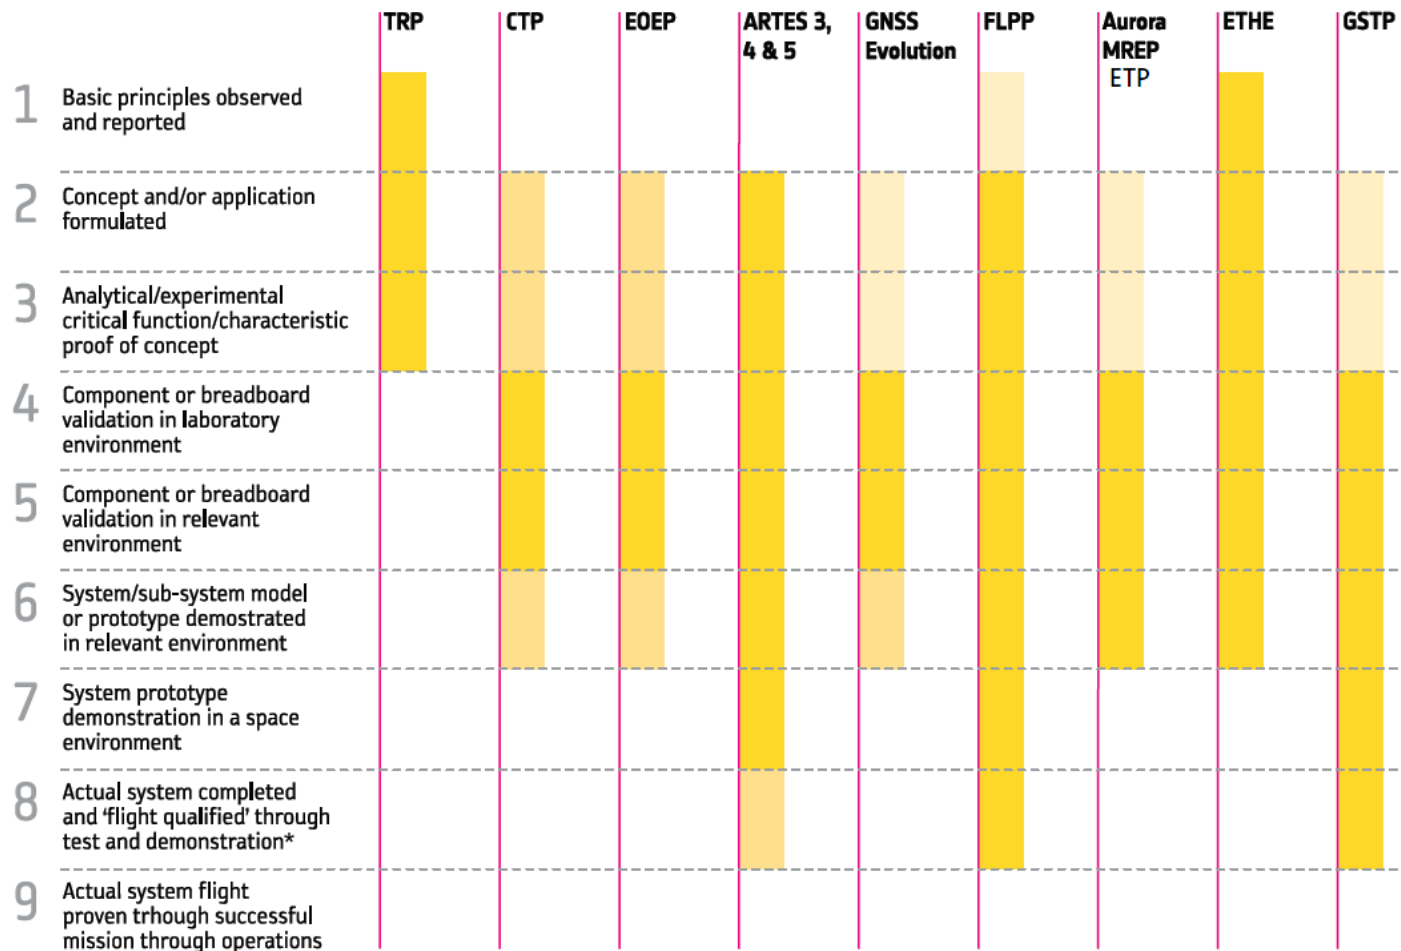 TRP
CTP
EOEP
ARTES 3,
4 & 5
GNSS
Evolution
FLPP
Aurora
MREP
ETP
ETHE
GSTP
1
Basic principles observed
and reported
2
Concept and/or application
formulated
3
Analytical/experimental
critical function/characteristic
proof of concept
4
Component or breadboard
validation in laboratory
environment
5
Component or breadboard
validation in relevant
environment
6
System/sub-system model
or prototype demostrated
in relevant environment
7
System prototype
demonstration in a space
environment
8
Actual system completed
and ‘flight qualified’ through
test and demonstration*
9
Actual system flight
proven trhough successful
mission through operations